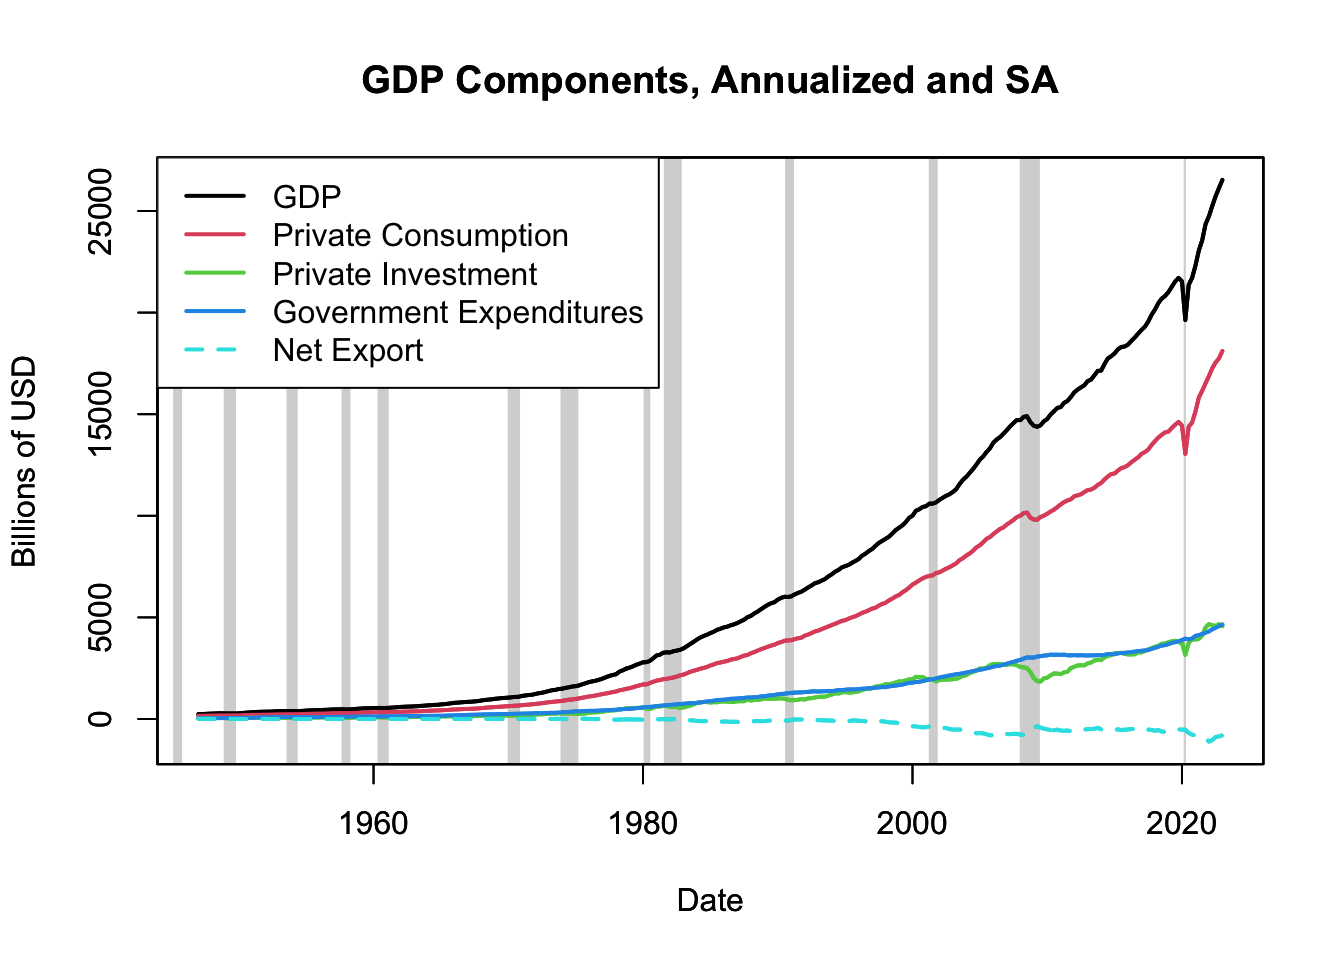 GDP Components, Annualized and SA
GDP
Private Consumption
Private Investment
Government Expenditures
Net Export
Billions of USD
25000
15000
5000
0
1960
1980
2000
2020
Date